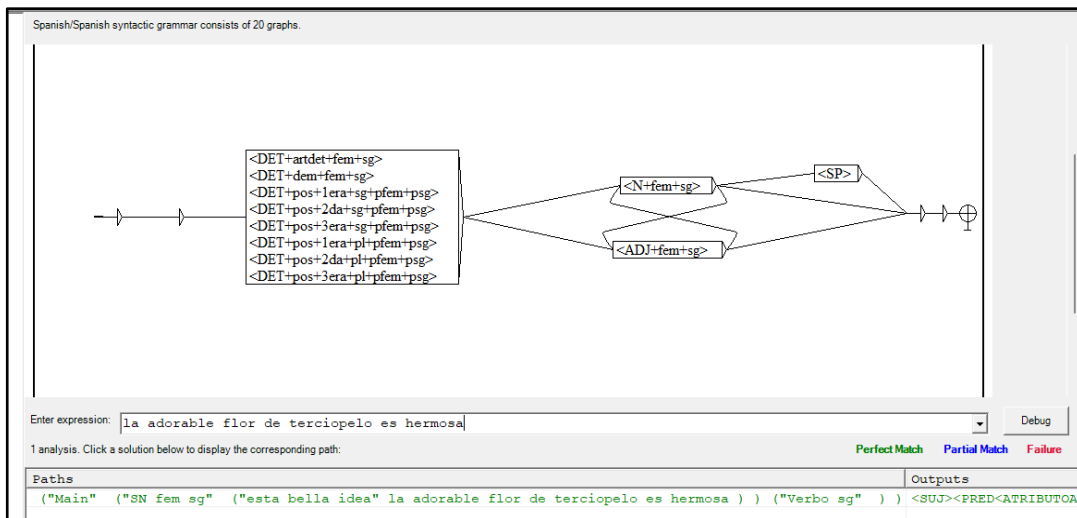 Spanish/Spanish syntactic grammar consists of 20 graphs.
<DET+artdet+fem+sg>
<DET+dem+fem+sg>
<DET+pos+1era+sg+pfem+psg>
<DET+pos+2da+sg+pfem+psg>
<DET+pos+3era+sg+pfem+psg>
<DET+pos+1era+pl+pfem+psg>
<DET+pos+2da+pl+pfem+psg>
<DET+pos+3era+pl+pfem+psg>
<N+fem+sg>
<SP>
<ADJ+fem+sg>
Enter expression: la adorable flor de terciopelo es hermosa Debug
1 analysis. Click a solution below to display the corresponding path: Perfect Match Partial Match Failure
Paths Outputs
("Main" ("SN fem sg" ("esta bella idea" la adorable flor de terciopelo es hermosa ) ) ("Verbo sg" ) ) <SUJ><PRED<ATRIBUTOA